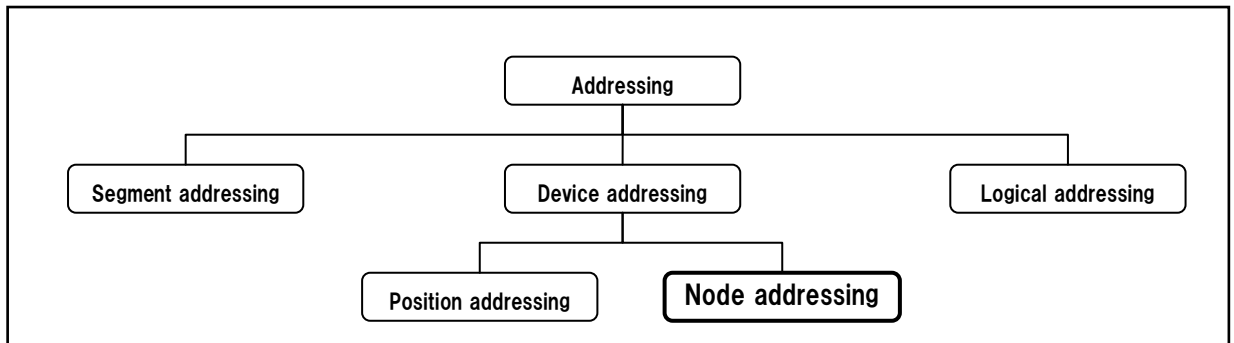 Addressing
Segment addressing
Device addressing
Logical addressing
Position addressing
Node addressing